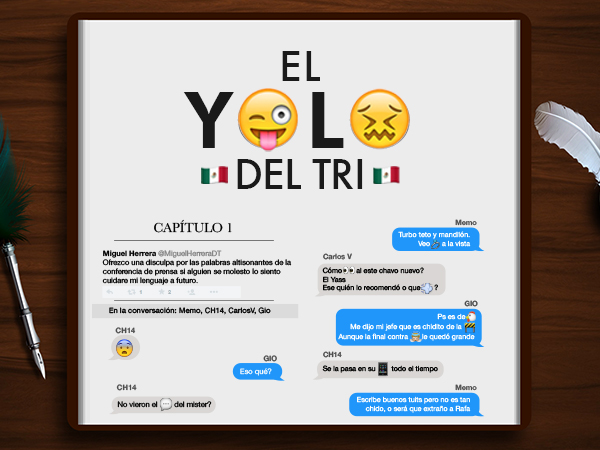 EL
YOLO
DEL TRI
CAPÍTULO 1
Miguel Herrera @MiguelHerreraDT
Ofrezco una disculpa por las palabras altisonantes de la
conferencia de prensa si alguien se molesto lo siento
cuidare mi lenguaje a futuro.
En la conversación: Memo, CH14, CarlosV, Gio
CH14
GIO
Eso qué?
CH14
No vieron el 💬 del mister?
Memo
Turbo teto y mandilón.
Veo 🔗 a la vista
Carlos V
Cómo 👀 al este chavo nuevo?
El Yass
Ese quién lo recomendó o que 💨 ?
GIO
Ps es de
Me dijo mi jefe que es chidito de la 🚧
Aunque la final contra le quedó grande
CH14
Se la pasa en su 📱 todo el tiempo
Memo
Escribe buenos tuits pero no es tan
chido, o será que extraño a Rafa